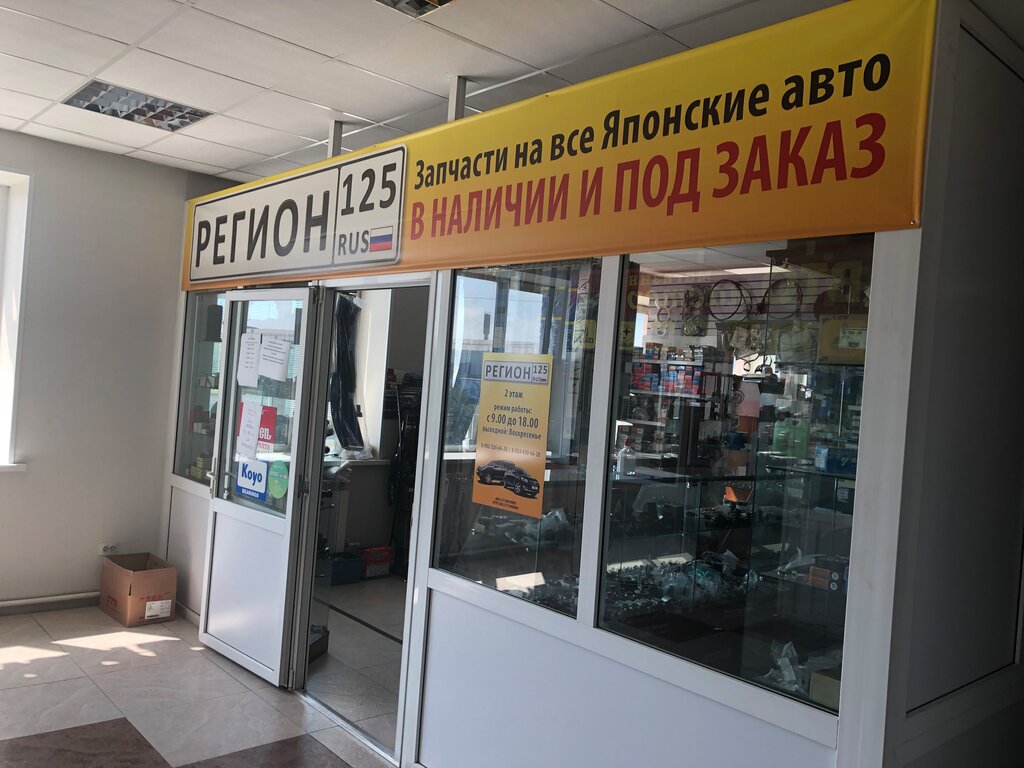 РЕГИОН 125
RUS
Запчасти на все Японские авто
В НАЛИЧИИ И ПОД ЗАКАЗ
РЕГИОН 125
2 этаж
режим работы:
с 9.00 до 18.00
выходной: Воскресенье
Koyo
BEARINGS